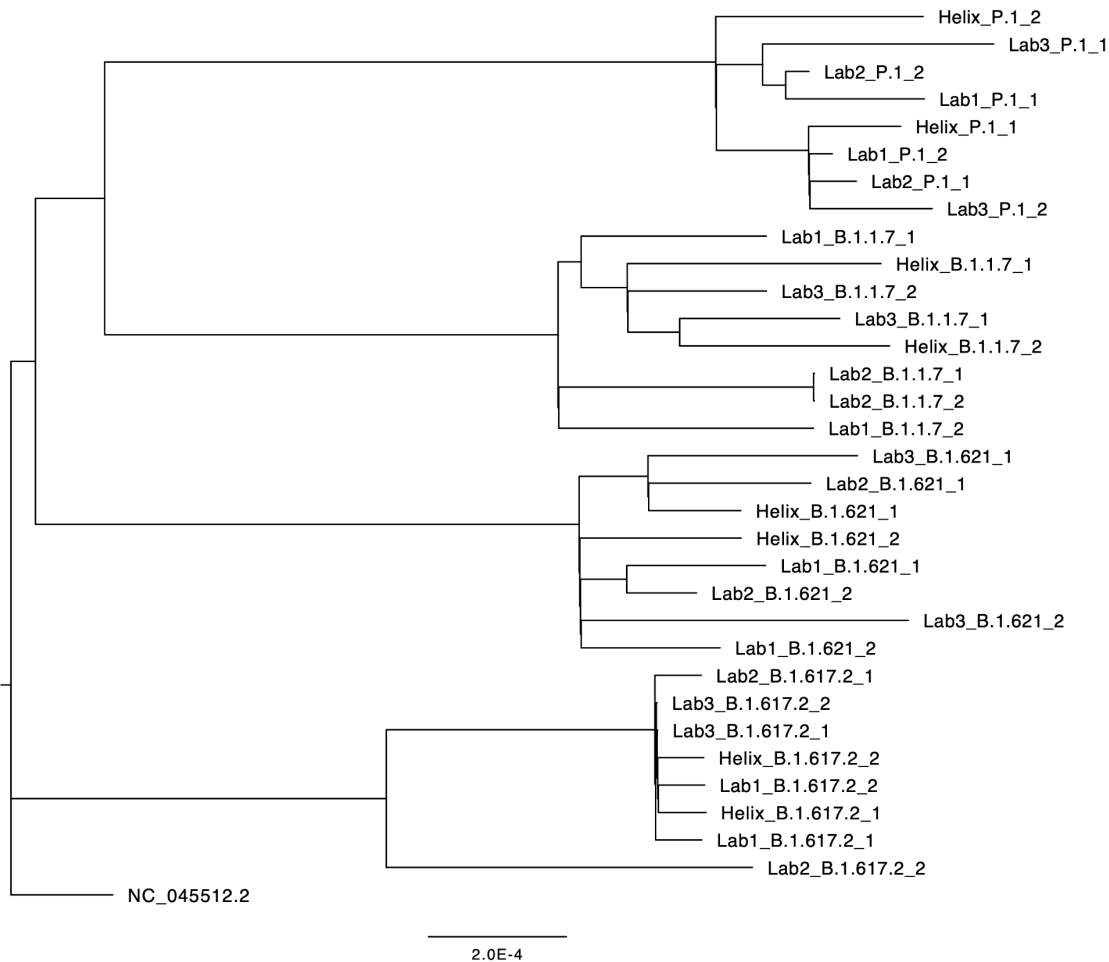 Helix_P.1_2
Lab3_P.1_1
Lab2_P.1_2
Lab1_P.1_1
Helix_P.1_1
Lab1_P.1_2
Lab2_P.1_1
Lab3_P.1_2
Lab1_B.1.1.7_1
Helix_B.1.1.7_1
Lab3_B.1.1.7_2
Lab3_B.1.1.7_1
Helix_B.1.1.7_2
Lab2_B.1.1.7_1
Lab2_B.1.1.7_2
Lab1_B.1.1.7_2
Lab3_B.1.621_1
Lab2_B.1.621_1
Helix_B.1.621_1
Helix_B.1.621_2
Lab1_B.1.621_1
Lab2_B.1.621_2
Lab3_B.1.621_2
Lab1_B.1.621_2
Lab2_B.1.617.2_1
Lab3_B.1.617.2_2
Lab3_B.1.617.2_1
Helix_B.1.617.2_2
Lab1_B.1.617.2_2
Helix_B.1.617.2_1
Lab1_B.1.617.2_1
Lab2_B.1.617.2_2
NC_045512.2
2.0E-4